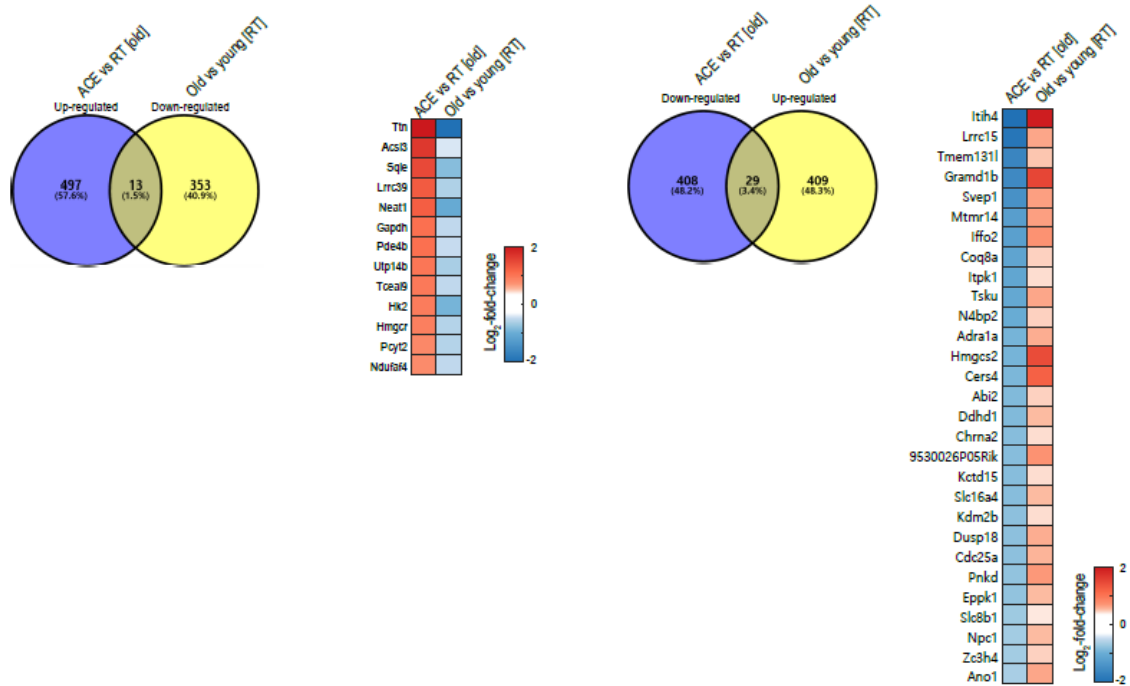 ACE vs RT [old]
Old vs young [RT]
Up-regulated
Down-regulated
497
(57.6%)
13
(1.5%)
353
(40.9%)
ACE vs RT [old]
Old vs young [RT]
Ttn
Acsl3
Sqle
Lrrc39
Neat1
Gapdh
Pde4b
Utp14b
Tceal9
Hk2
Hmgcr
Pcyt2
Ndufaf4
Log2-fold-change
2
0
-2
ACE vs RT [old]
Old vs young [RT]
Down-regulated
Up-regulated
408
(48.2%)
29
(3.4%)
409
(48.3%)
ACE vs RT [old]
Old vs young [RT]
Itih4
Lrrc15
Tmem131l
Gramd1b
Svep1
Mtmr14
Iffo2
Coq8a
Itpk1
Tsku
N4bp2
Adra1a
Hmgcs2
Cers4
Abi2
Ddhd1
Chrna2
9530026P05Rik
Kctd15
Slc16a4
Kdm2b
Dusp18
Cdc25a
Pnkd
Eppk1
Slc8b1
Npc1
Zc3h4
Ano1
Log2-fold-change
2
0
-2